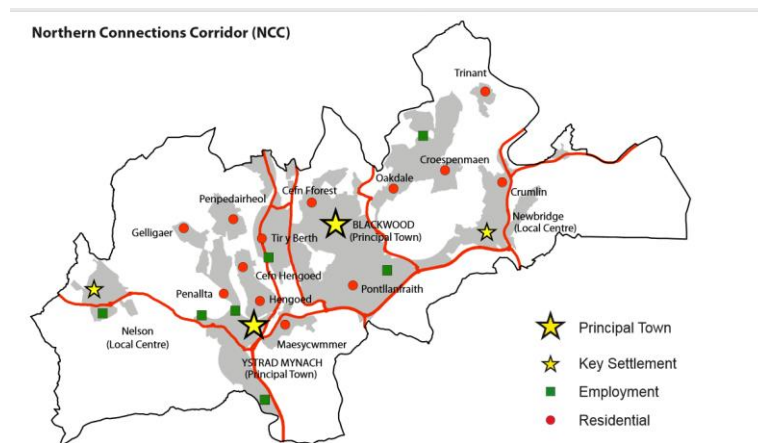 Northern Connections Corridor (NCC)
Trinant
Croespenmaen
Oakdale
Cefn Fforest
Crumlin
Penpedairheol
Newbridge
(Local Centre)
BLACKWOOD
(Principal Town)
Gelligaer
Tir y Berth
Cefn Hengoed
Pontllanfraith
Penallta
Hengoed
Nelson
(Local Centre)
Maesycwmmer
YSTRAD MYNACH
(Principal Town)
Principal Town
Key Settlement
Employment
Residential